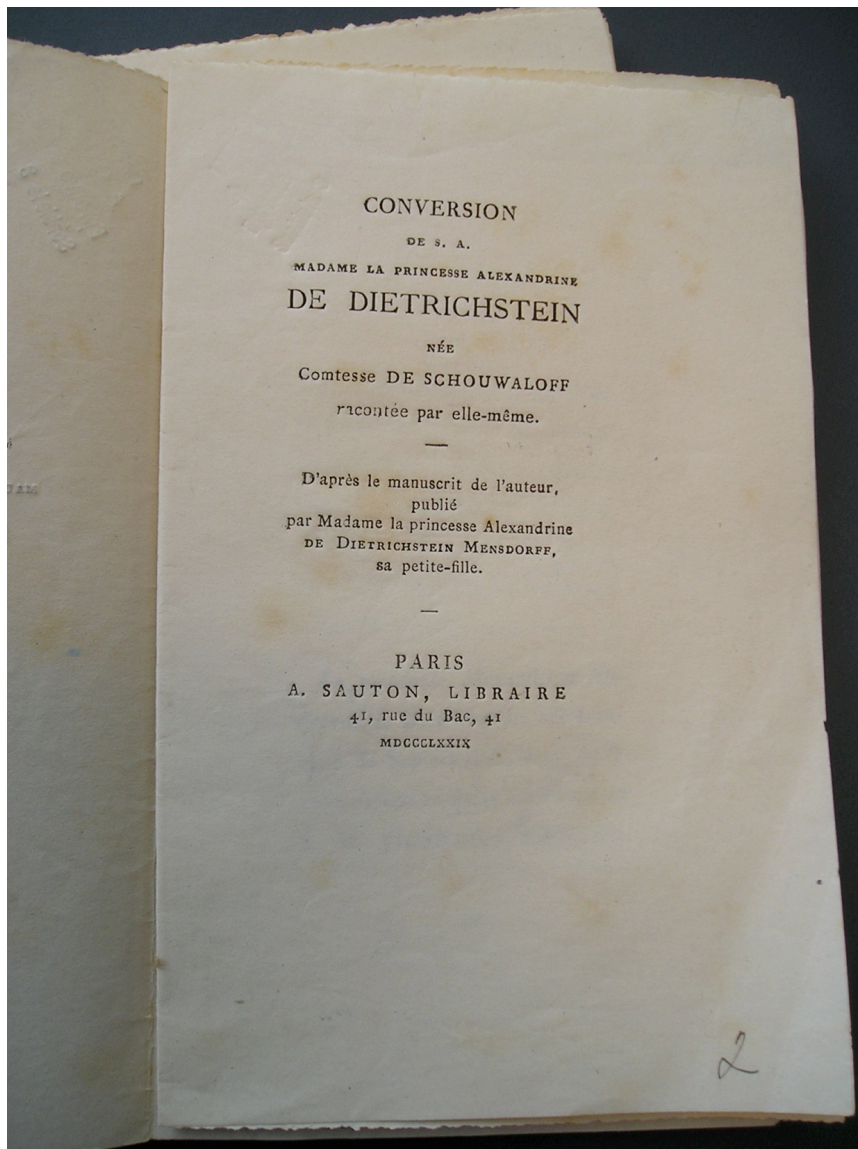 CONVERSION
DE S. A.
MADAME LA PRINCESSE ALEXANDRINE
DE DIETRICHSTEIN
NÉE
Comtesse DE SCHOUWALOFF
racontée par elle-même.
D'après le manuscrit de l'auteur,
publié
par Madame la princesse Alexandrine
DE DIETRICHSTEIN MENSDORFF,
sa petite-fille.
PARIS
A. SAUTON, LIBRAIRE
41, rue du Bac, 41
MDCCCLXXIX
2